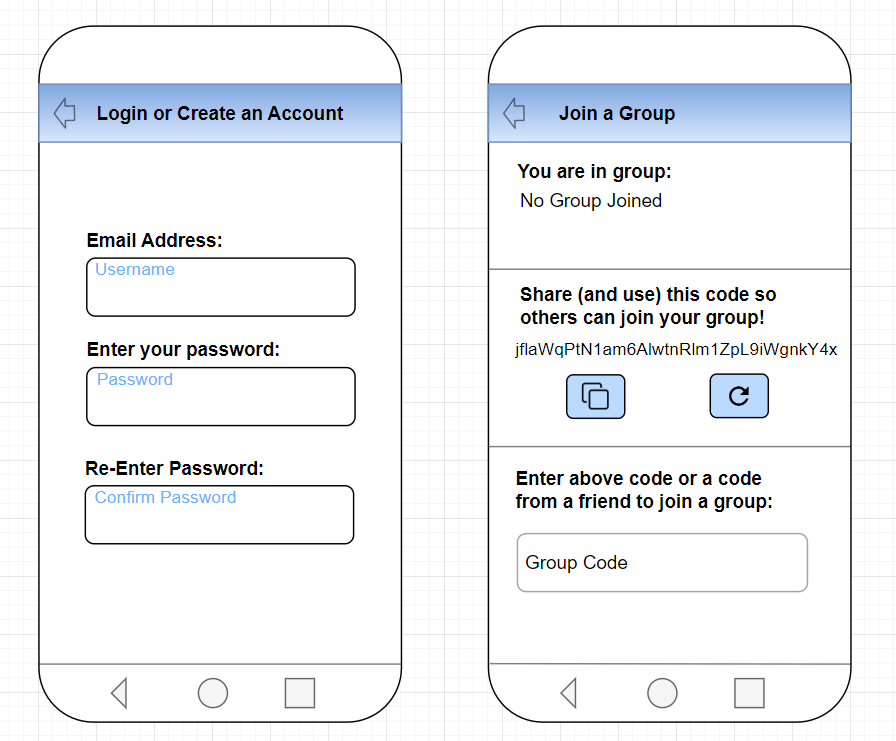 Login or Create an Account
Email Address:
Username
Enter your password:
Password
Re-Enter Password:
Confirm Password
Join a Group
You are in group:
No Group Joined
Share (and use) this code so
others can join your group!
jflaWqPtN1am6AlwtnRlm1ZpL9iWgnkY4x
Enter above code or a code
from a friend to join a group:
Group Code